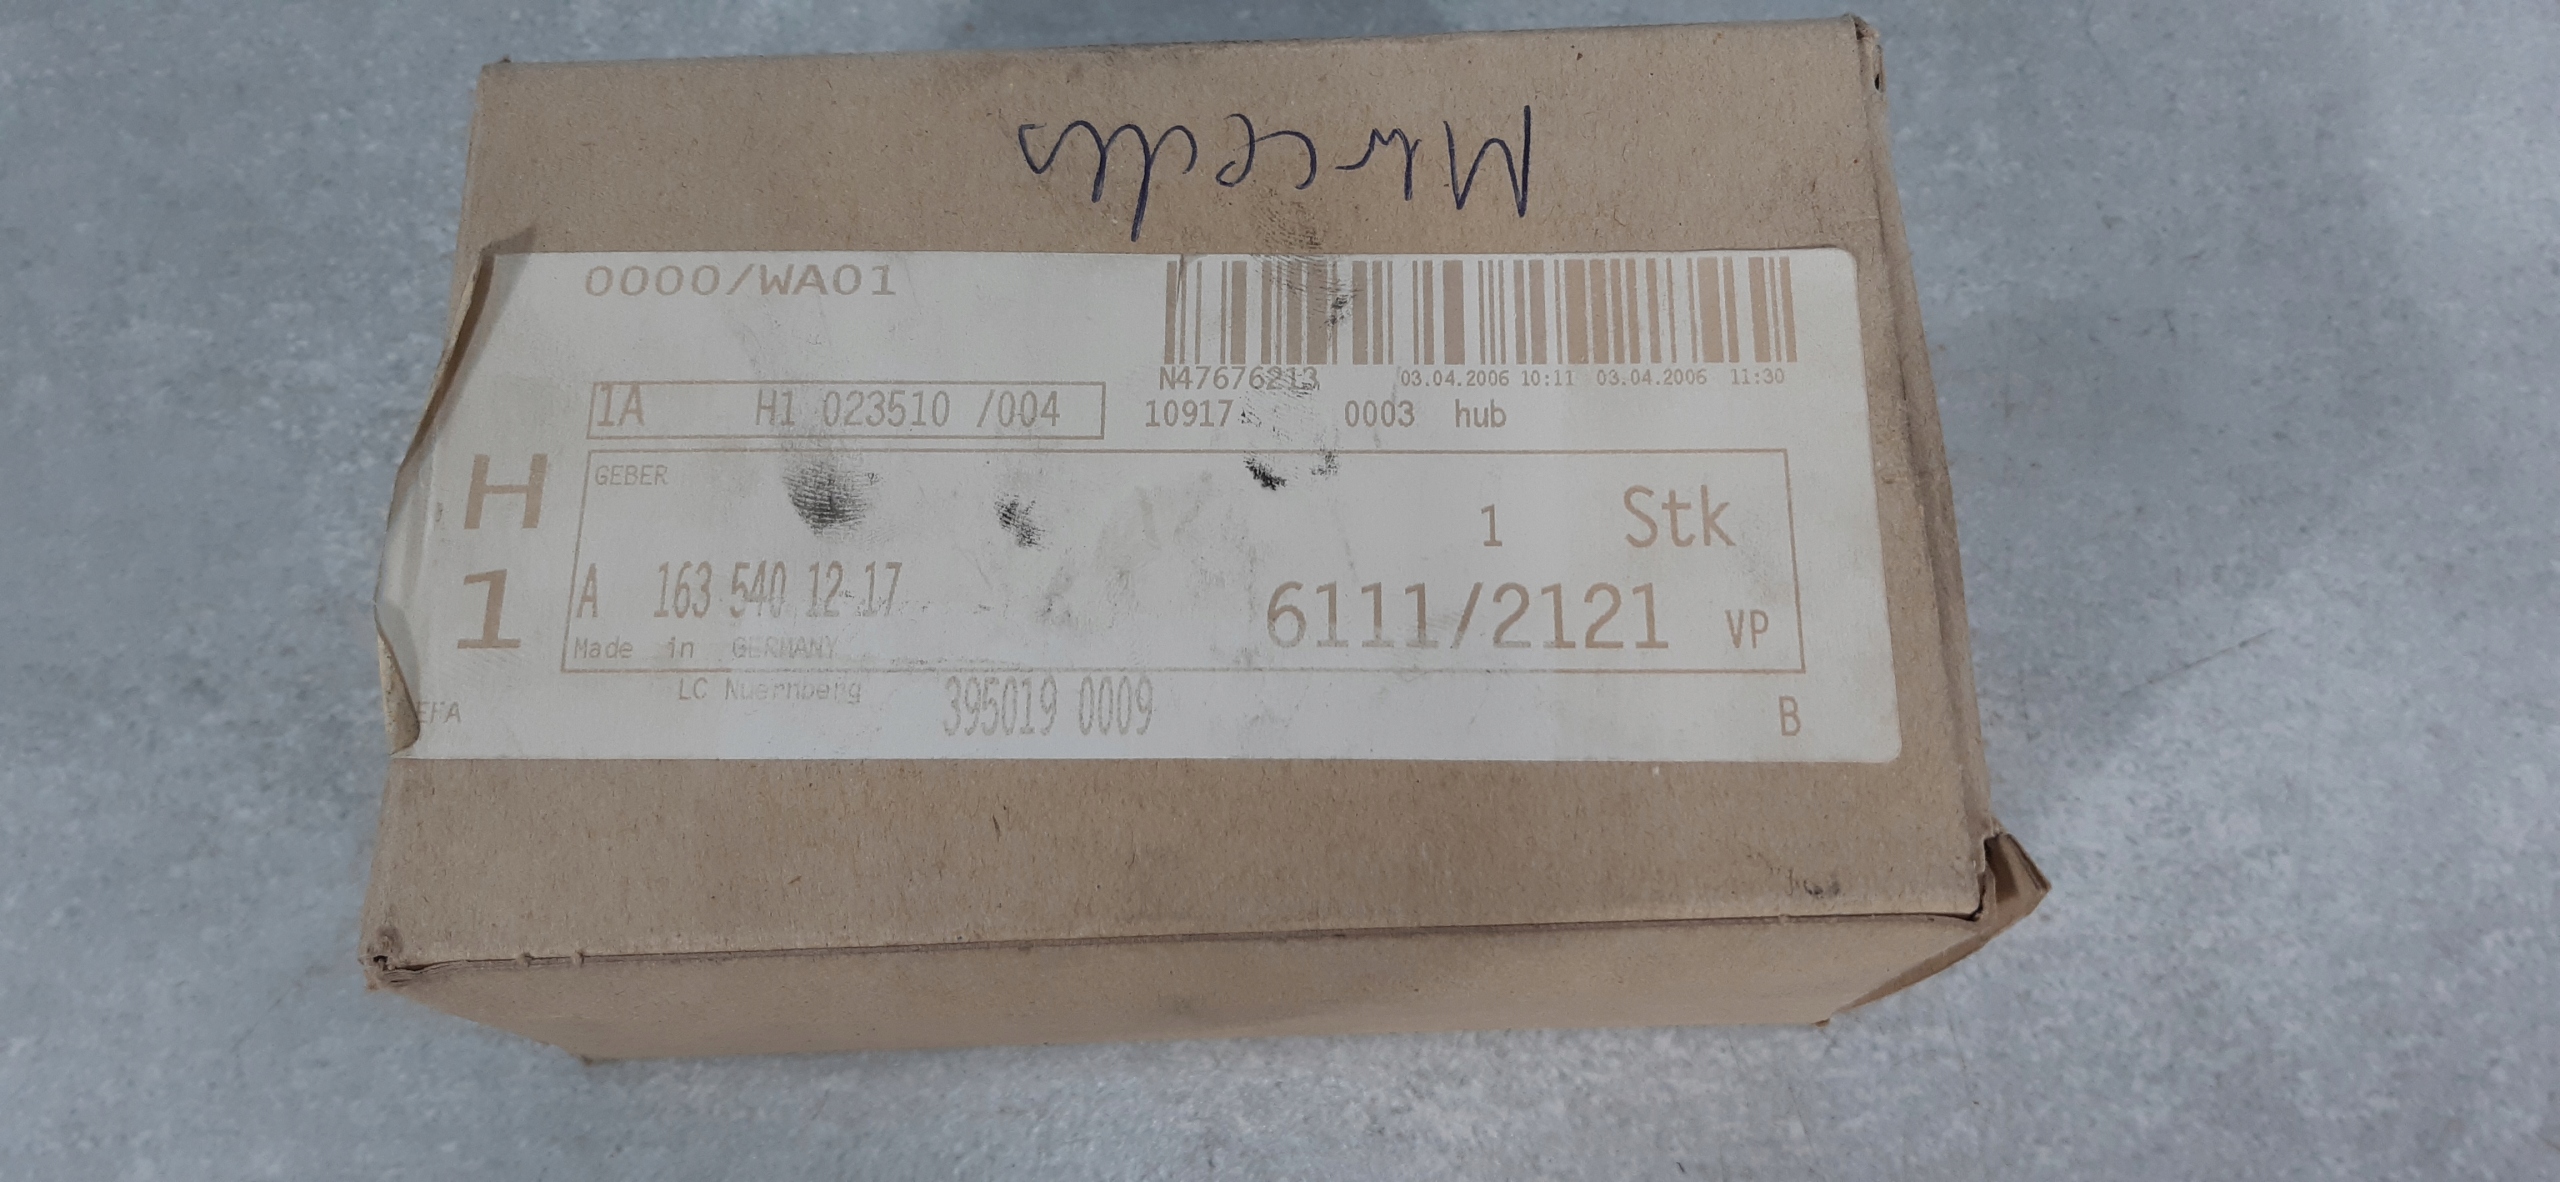 Mercedes
0000/WA01
N47676213 03.04.2006 10:11 03.04.2006 11:30
IA H1 023510 /004
10917 0003 hub
H
1
GEBER
1 Stk
A 163 540 12-17
6111/2121 VP
Made in GERMANY
LC Nuernberg 395019 0009
B